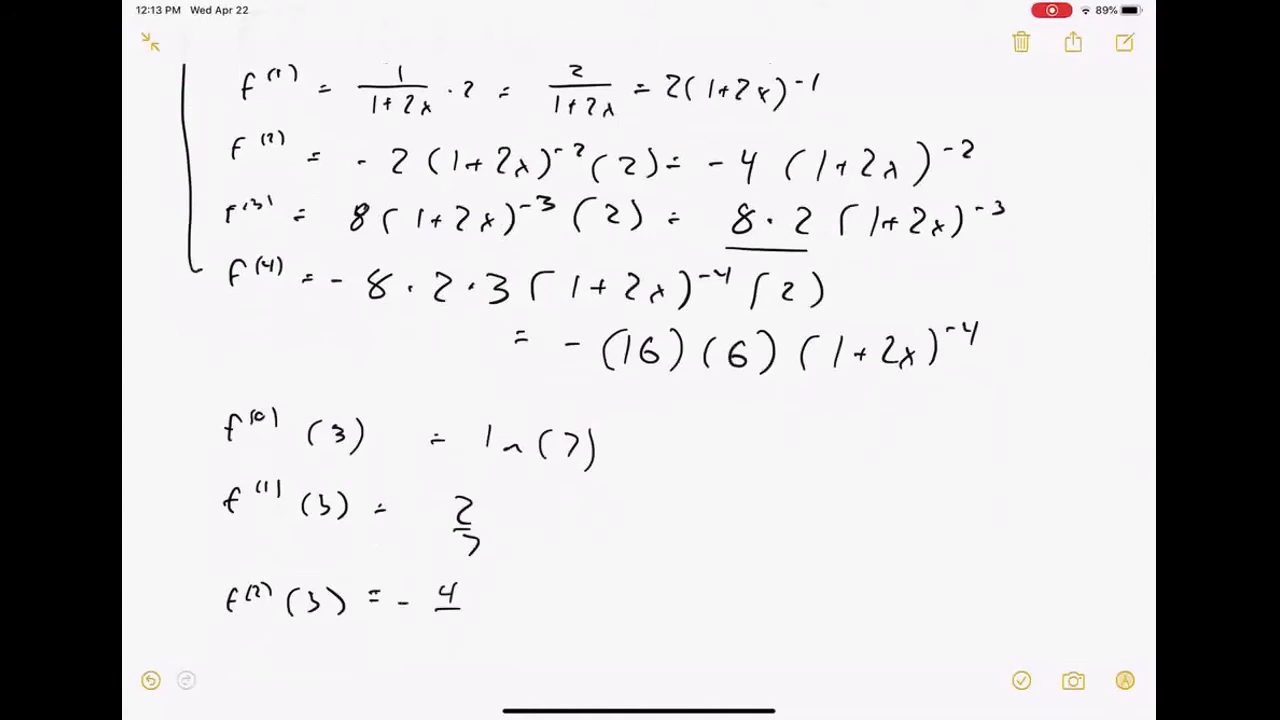 12:13 PM Wed Apr 22
89%
f^(1) = 1/(1+2x) · 2 = 2/(1+2x) = 2(1+2x)^-1
f^(2) = -2(1+2x)^-2 (2) = -4(1+2x)^-2
f^(3) = 8(1+2x)^-3 (2) = 8·2(1+2x)^-3
f^(4) = -8·2·3(1+2x)^-4 (2)
= -(16)(6)(1+2x)^-4
f^(0)(3) = ln(7)
f^(1)(3) = 2/7
f^(2)(3) = - 4/